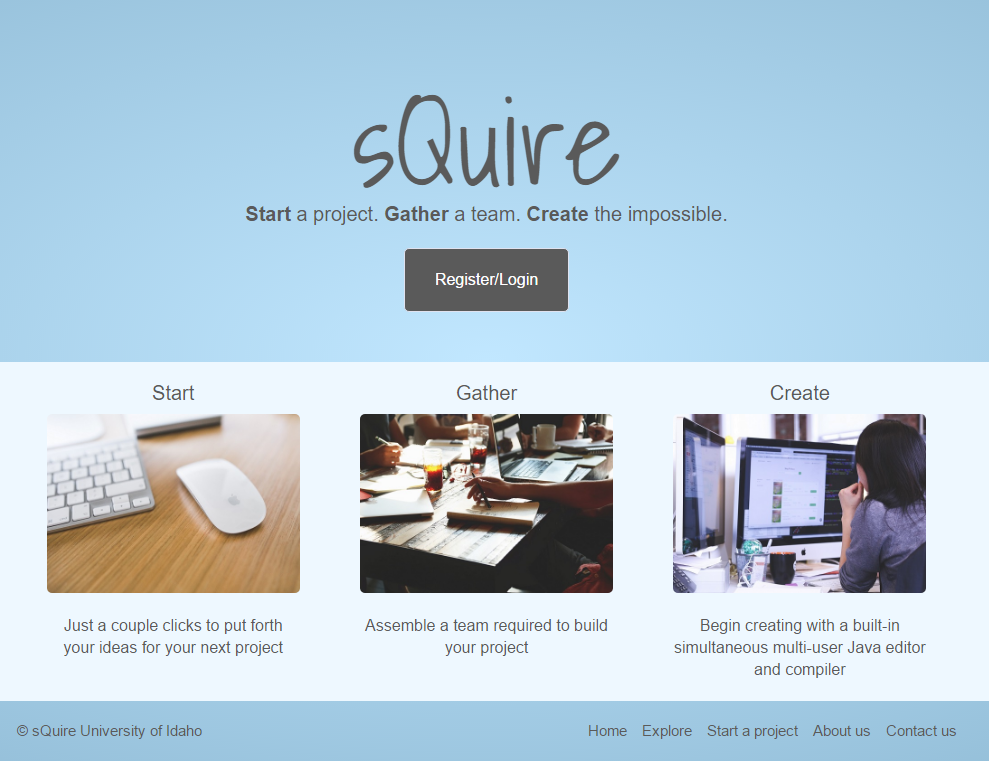 sQuire
Start a project. Gather a team. Create the impossible.
Register/Login
Start
Gather
Create
Just a couple clicks to put forth
your ideas for your next project
Assemble a team required to build
your project
Begin creating with a built-in
simultaneous multi-user Java editor
and compiler
© sQuire University of Idaho
Home Explore Start a project About us Contact us